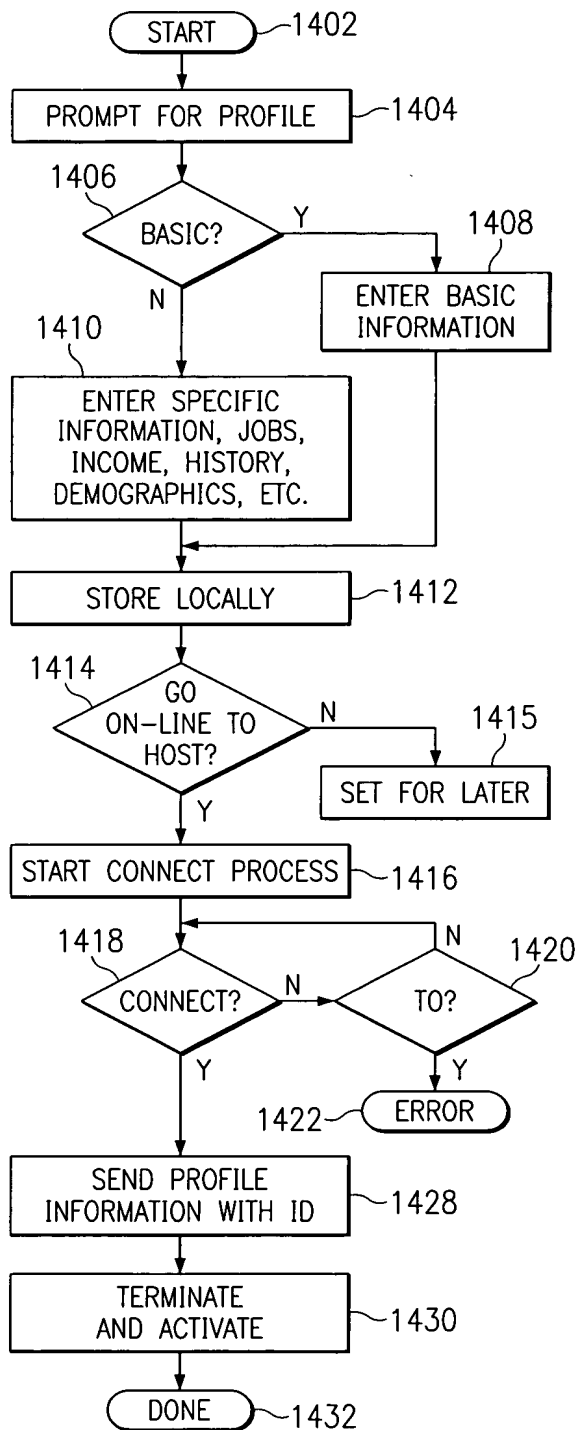 START
1402
PROMPT FOR PROFILE
1404
1406
BASIC?
Y
N
1408
ENTER BASIC
INFORMATION
1410
ENTER SPECIFIC
INFORMATION, JOBS,
INCOME, HISTORY,
DEMOGRAPHICS, ETC.
STORE LOCALLY
1412
1414
GO
ON-LINE TO
HOST?
N
Y
1415
SET FOR LATER
START CONNECT PROCESS
1416
1418
CONNECT?
N
Y
TO?
1420
N
Y
1422
ERROR
SEND PROFILE
INFORMATION WITH ID
1428
TERMINATE
AND ACTIVATE
1430
DONE
1432